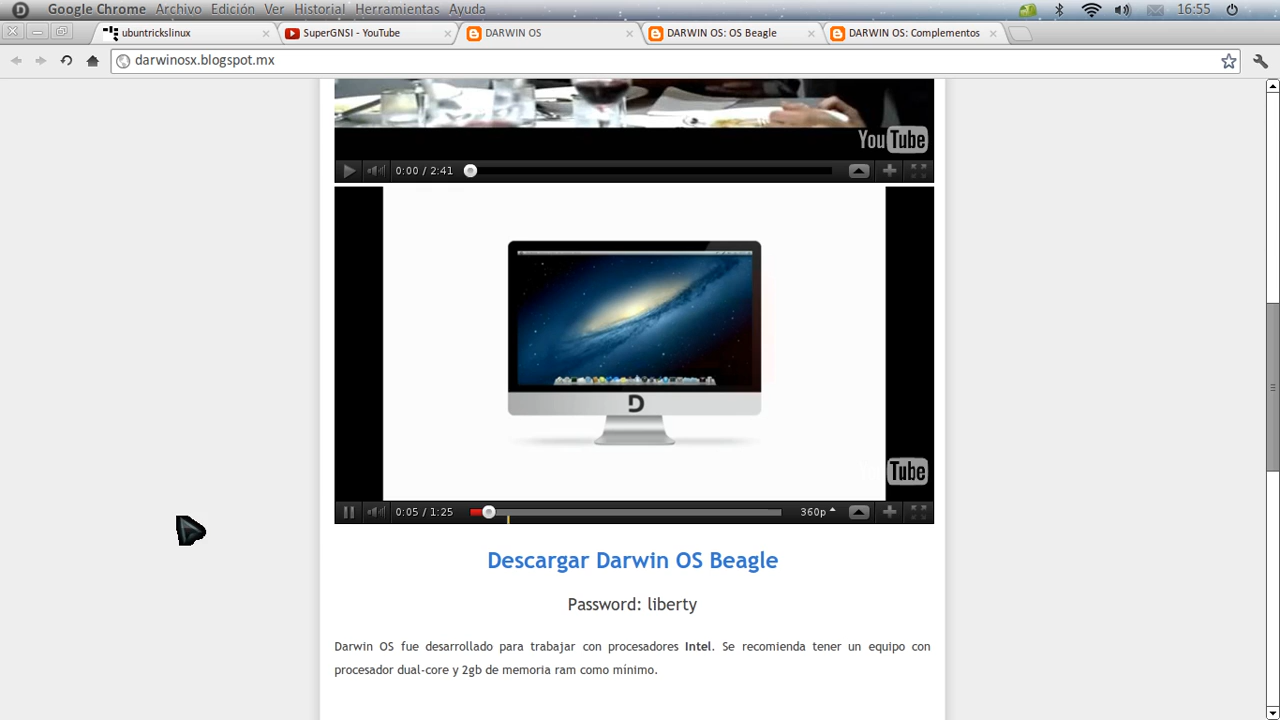 Google Chrome Archivo Edición Ver Historial Herramientas Ayuda 16:55
ubuntrickslinux SuperGNSI - YouTube DARWIN OS DARWIN OS: OS Beagle DARWIN OS: Complementos
darwinosx.blogspot.mx
YouTube
0:00 / 2:41
D
Tube
0:05 / 1:25 360p
Descargar Darwin OS Beagle
Password: liberty
Darwin OS fue desarrollado para trabajar con procesadores Intel. Se recomienda tener un equipo con
procesador dual-core y 2gb de memoria ram como mínimo.